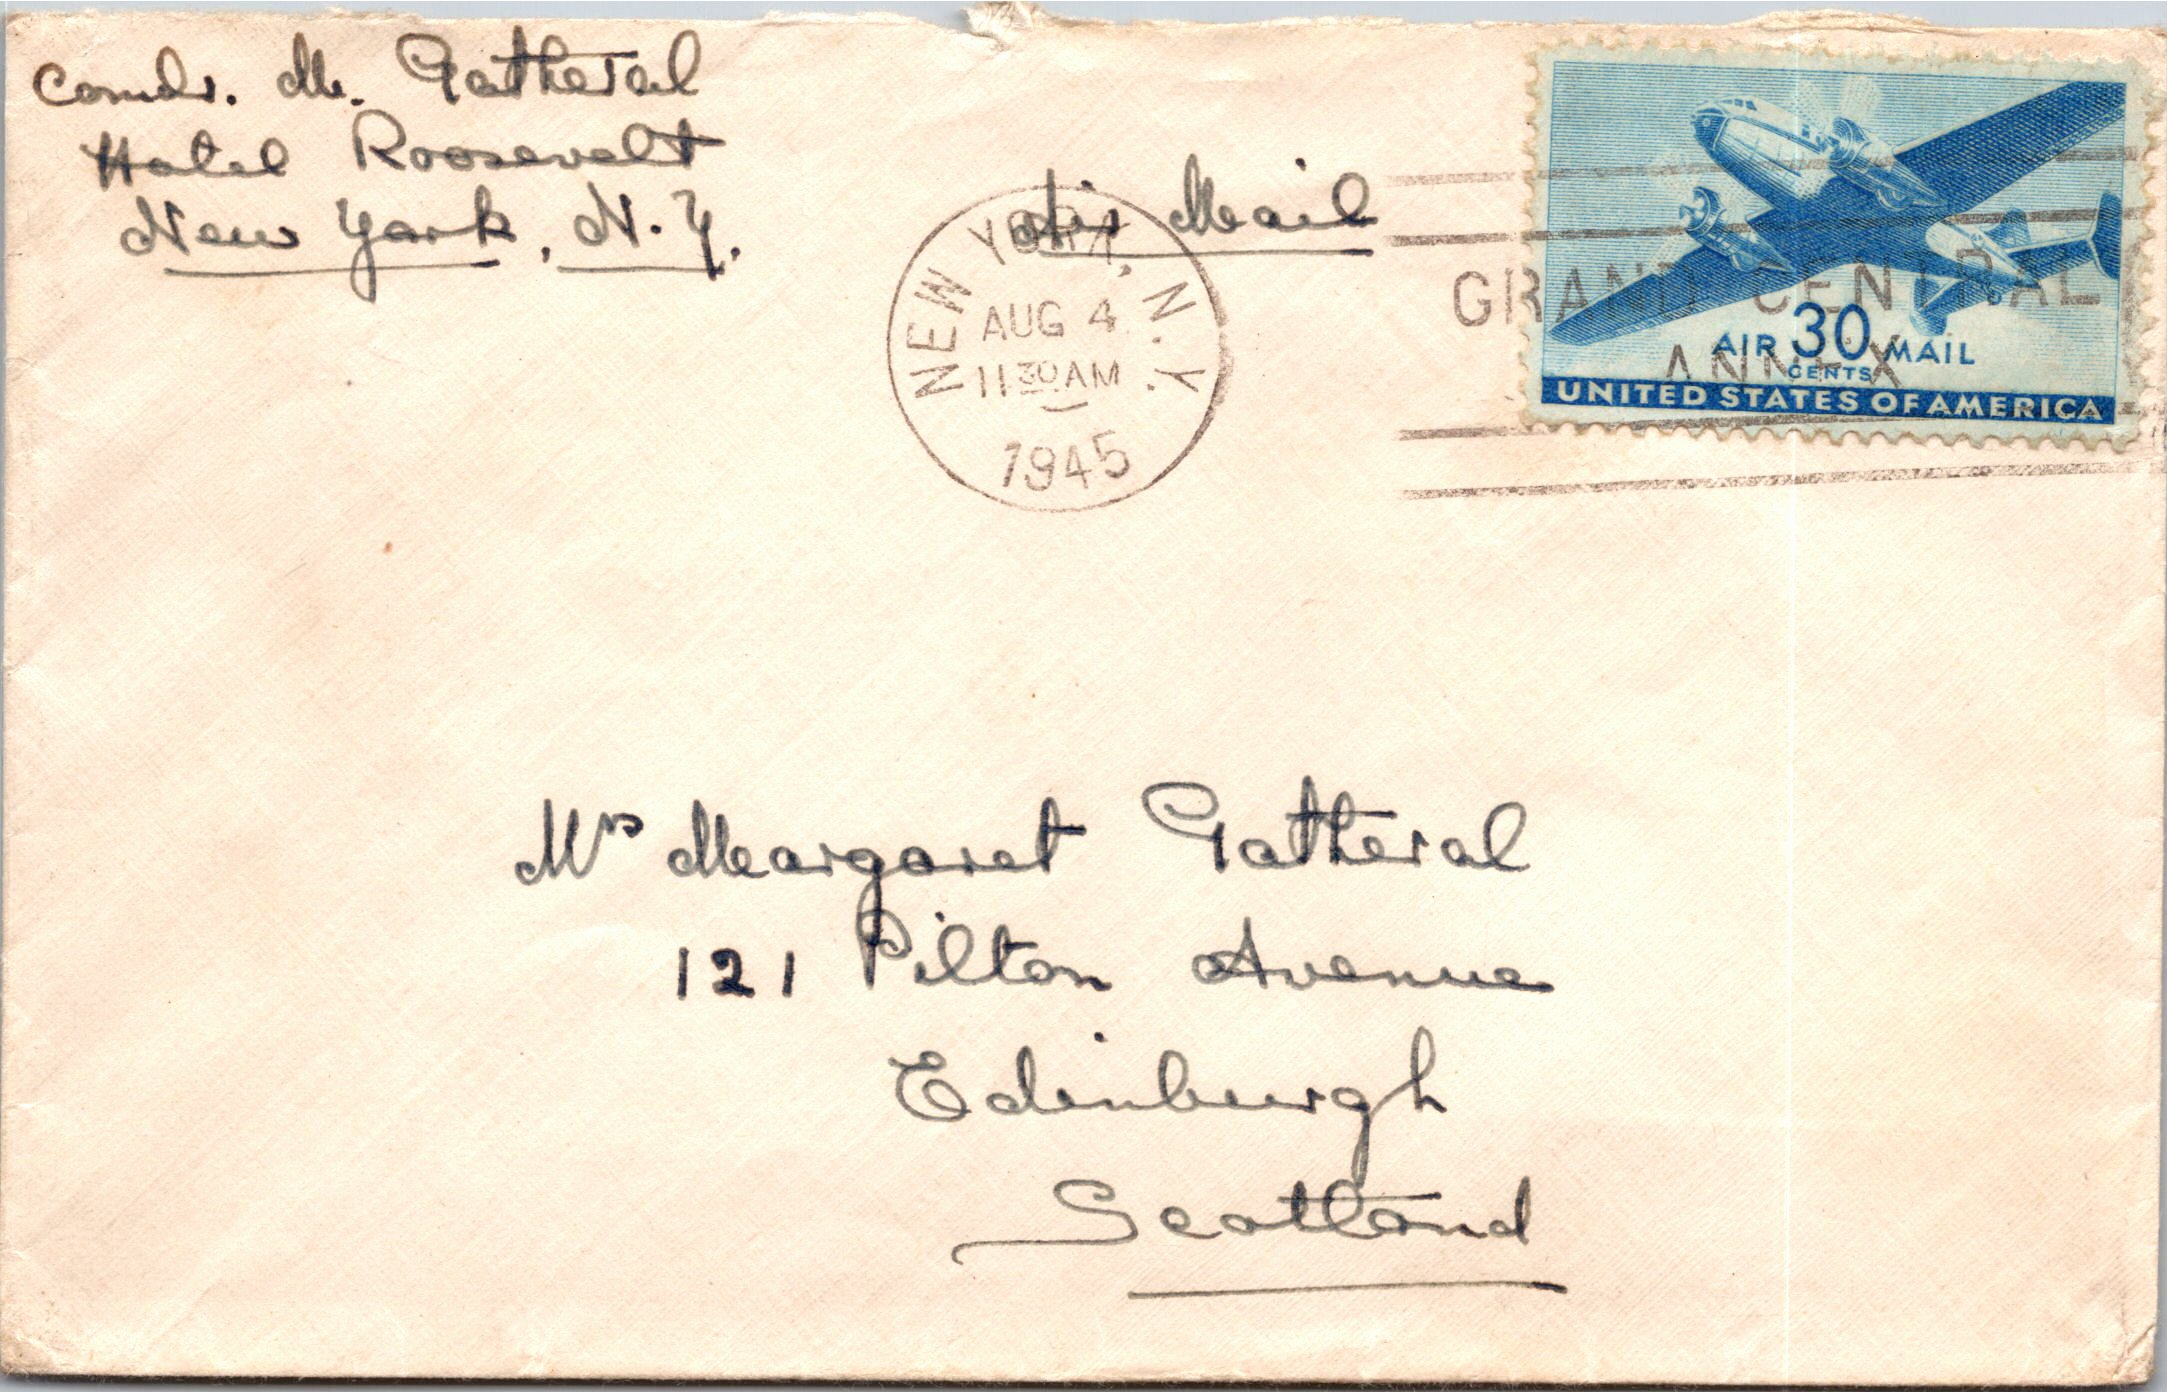 Comdr. M. Gatheral
Hotel Roosevelt
New York, N.Y.
Air Mail
NEW YORK, N.Y.
AUG 4
11 30 AM
1945
GRAND CENTRAL
ANNEX
AIR 30 MAIL
CENTS
UNITED STATES OF AMERICA
Mrs Margaret Gatheral
121 Pilton Avenue
Edinburgh
Scotland